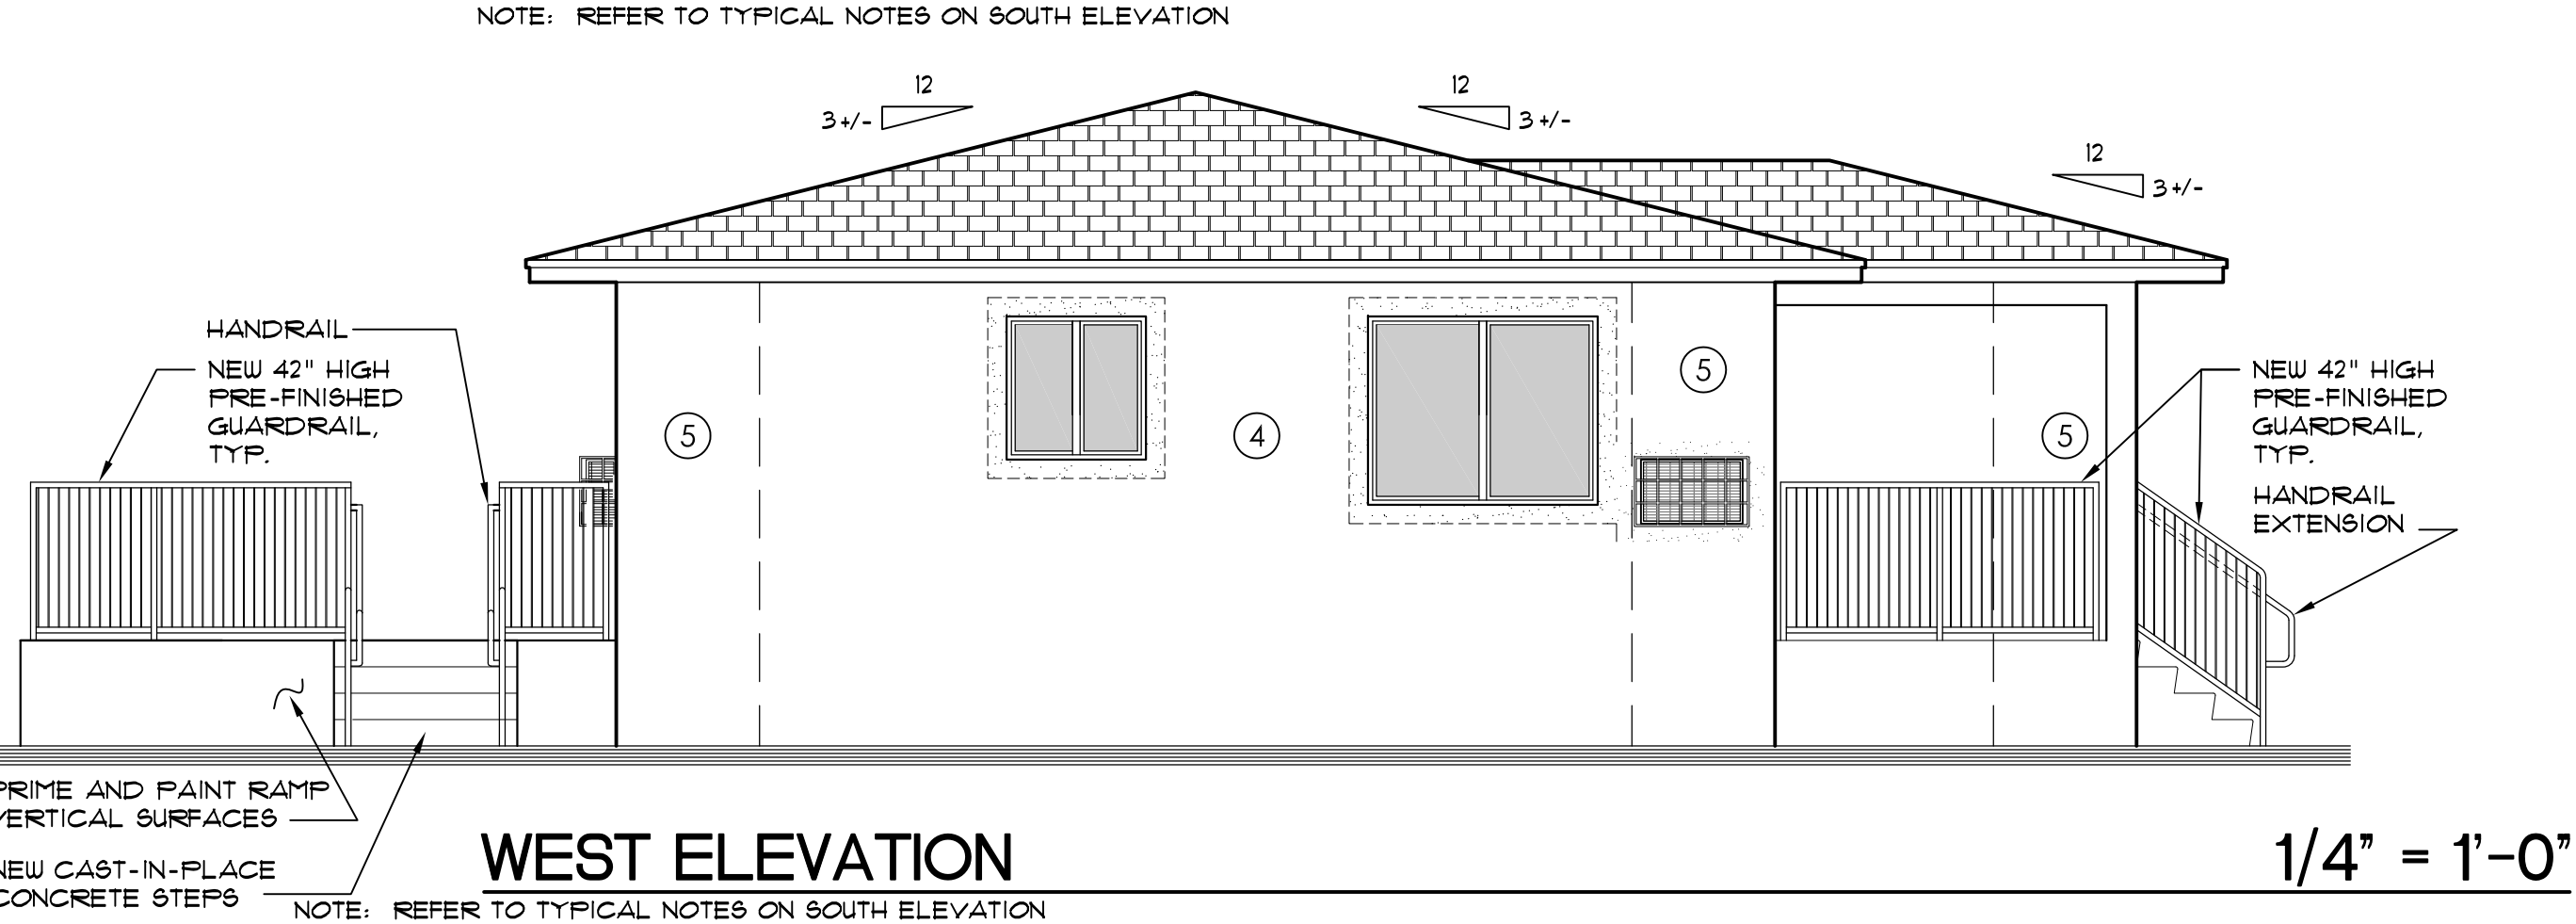 NOTE: REFER TO TYPICAL NOTES ON SOUTH ELEVATION
12
3+/-
12
3+/-
12
3+/-
HANDRAIL
NEW 42" HIGH
PRE-FINISHED
GUARDRAIL,
TYP.
5
4
5
5
NEW 42" HIGH
PRE-FINISHED
GUARDRAIL,
TYP.
HANDRAIL
EXTENSION
PRIME AND PAINT RAMP
VERTICAL SURFACES
NEW CAST-IN-PLACE
CONCRETE STEPS
WEST ELEVATION
1/4" = 1'-0"
NOTE: REFER TO TYPICAL NOTES ON SOUTH ELEVATION